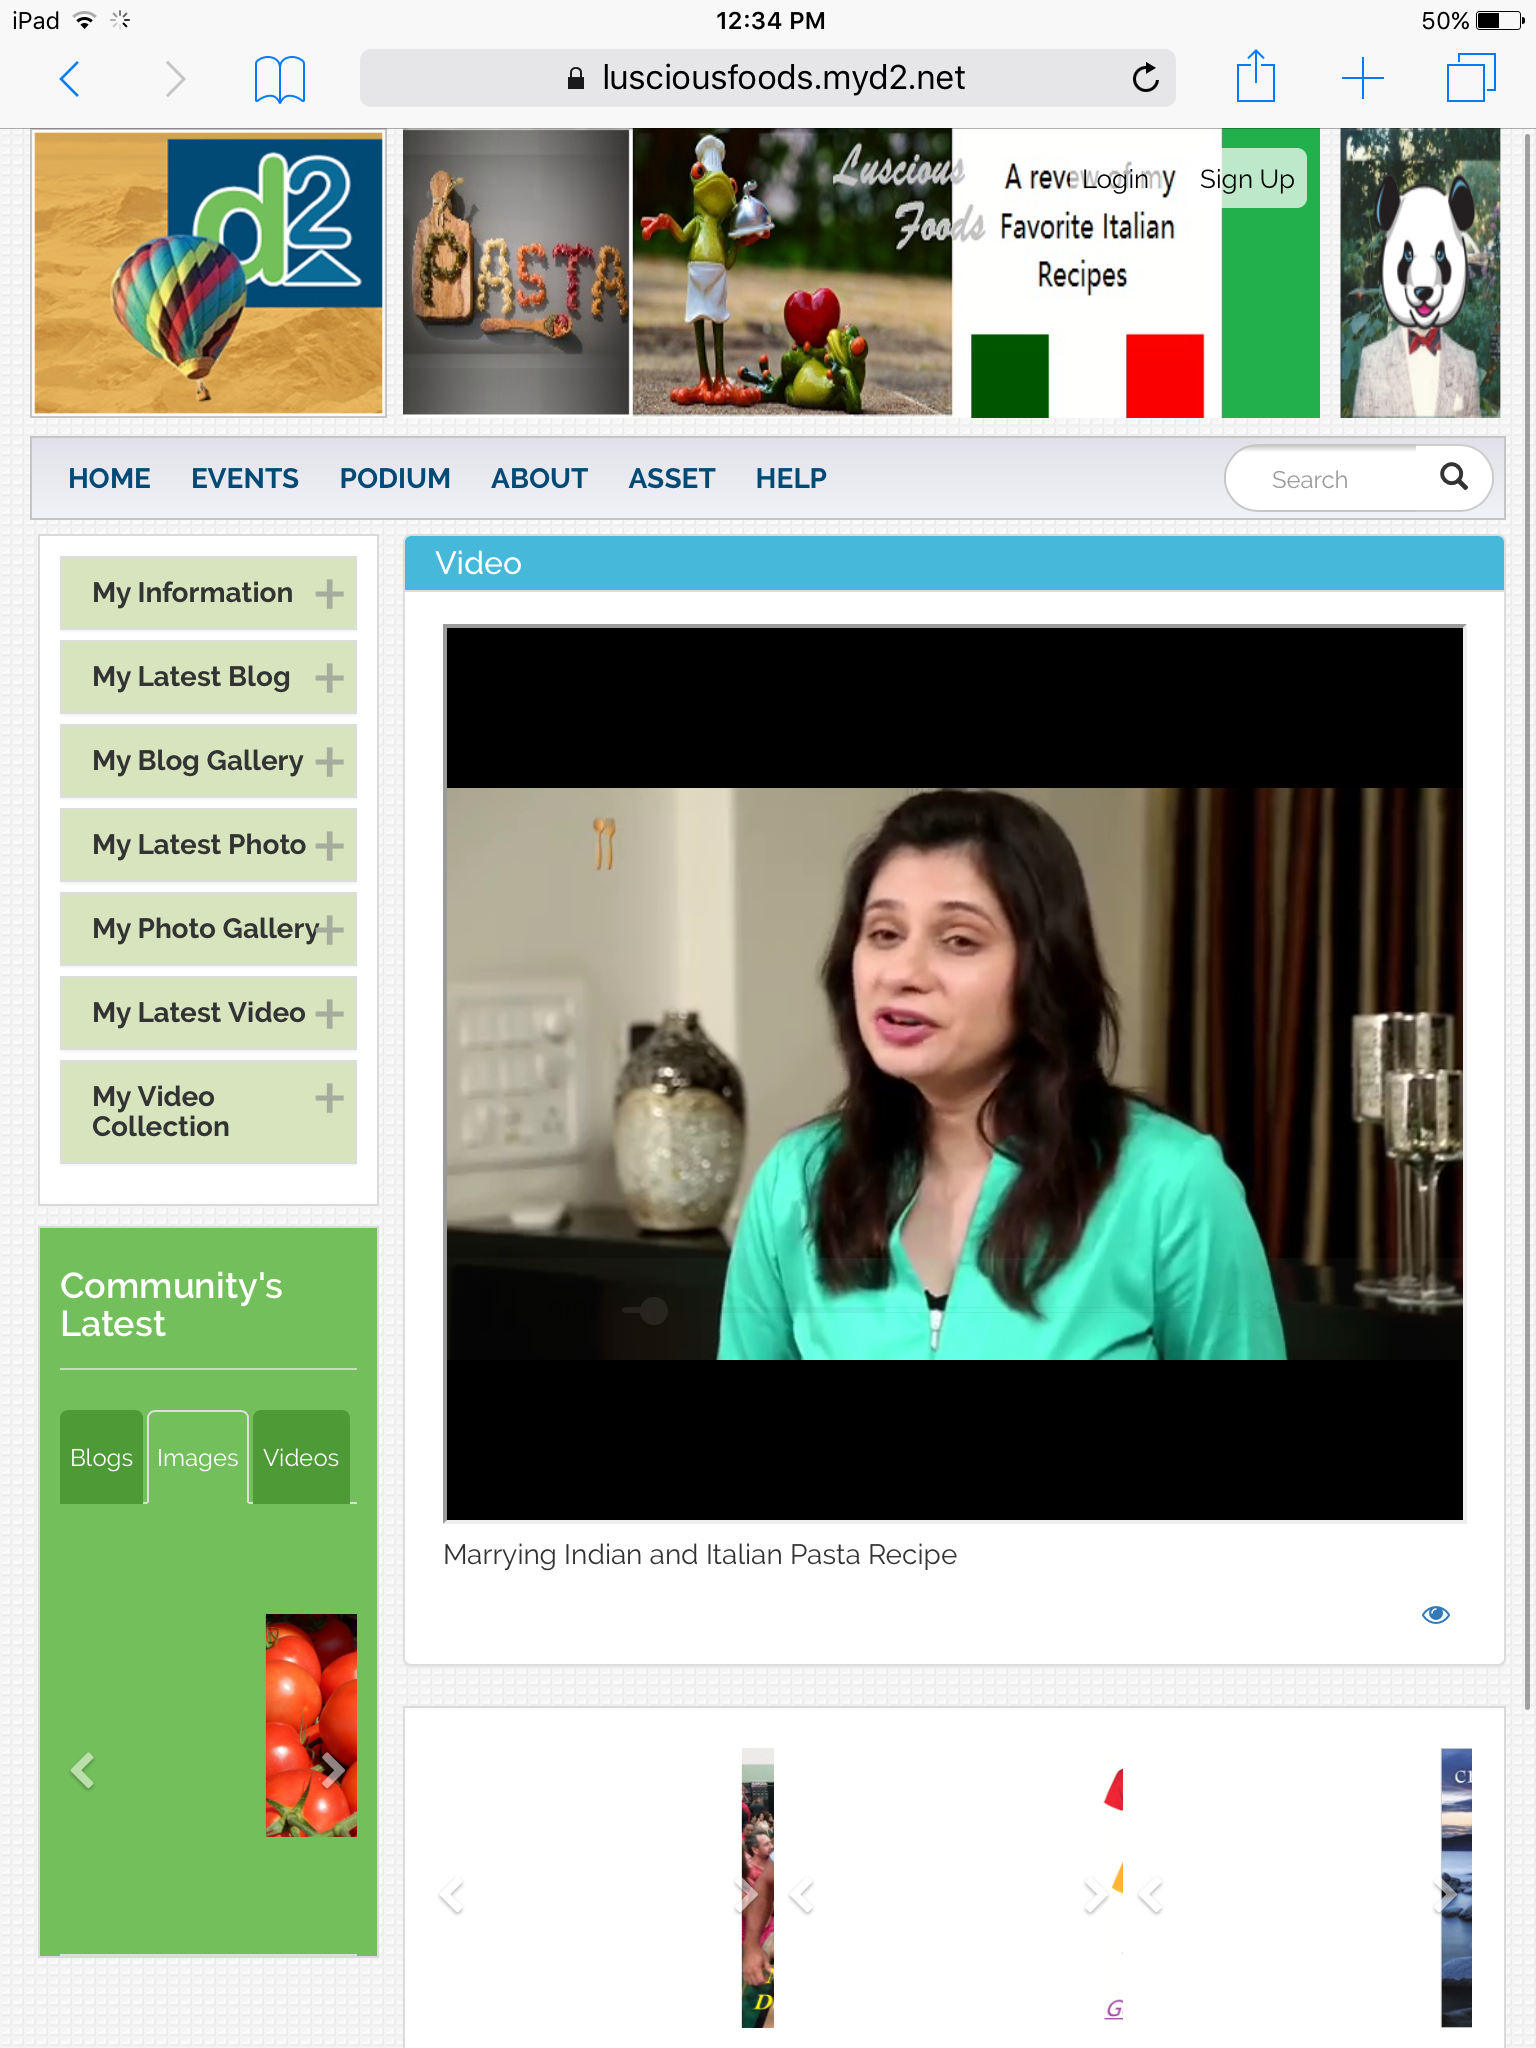 iPad
12:34 PM
50%
lusciousfoods.myd2.net
d2
PASTA
Luscious
Foods
A revew of my
Favorite Italian
Recipes
Login
Sign Up
HOME
EVENTS
PODIUM
ABOUT
ASSET
HELP
Search
My Information
My Latest Blog
My Blog Gallery
My Latest Photo
My Photo Gallery
My Latest Video
My Video
Collection
Video
Marrying Indian and Italian Pasta Recipe
Community's
Latest
Blogs
Images
Videos
D
G